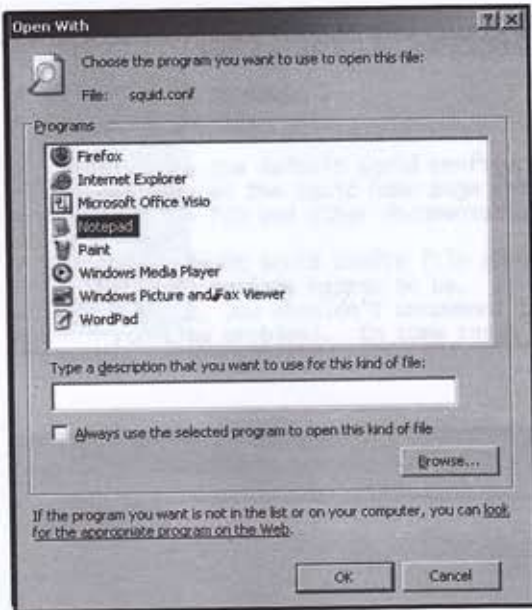 Open With
Choose the program you want to use to open this file:
File: squid.conf
Programs
Firefox
Internet Explorer
Microsoft Office Visio
Notepad
Paint
Windows Media Player
Windows Picture and Fax Viewer
WordPad
Type a description that you want to use for this kind of file:
Always use the selected program to open this kind of file
Browse...
If the program you want is not in the list or on your computer, you can look
for the appropriate program on the Web.
OK
Cancel